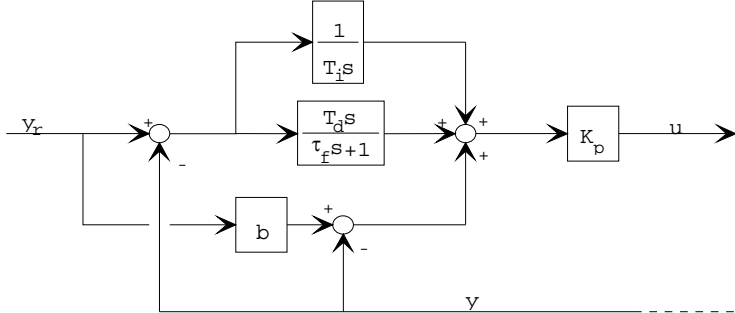 1
T_i s
y_r
+
-
T_d s
τ_f s+1
+
+
+
K_p
u
b
+
-
y